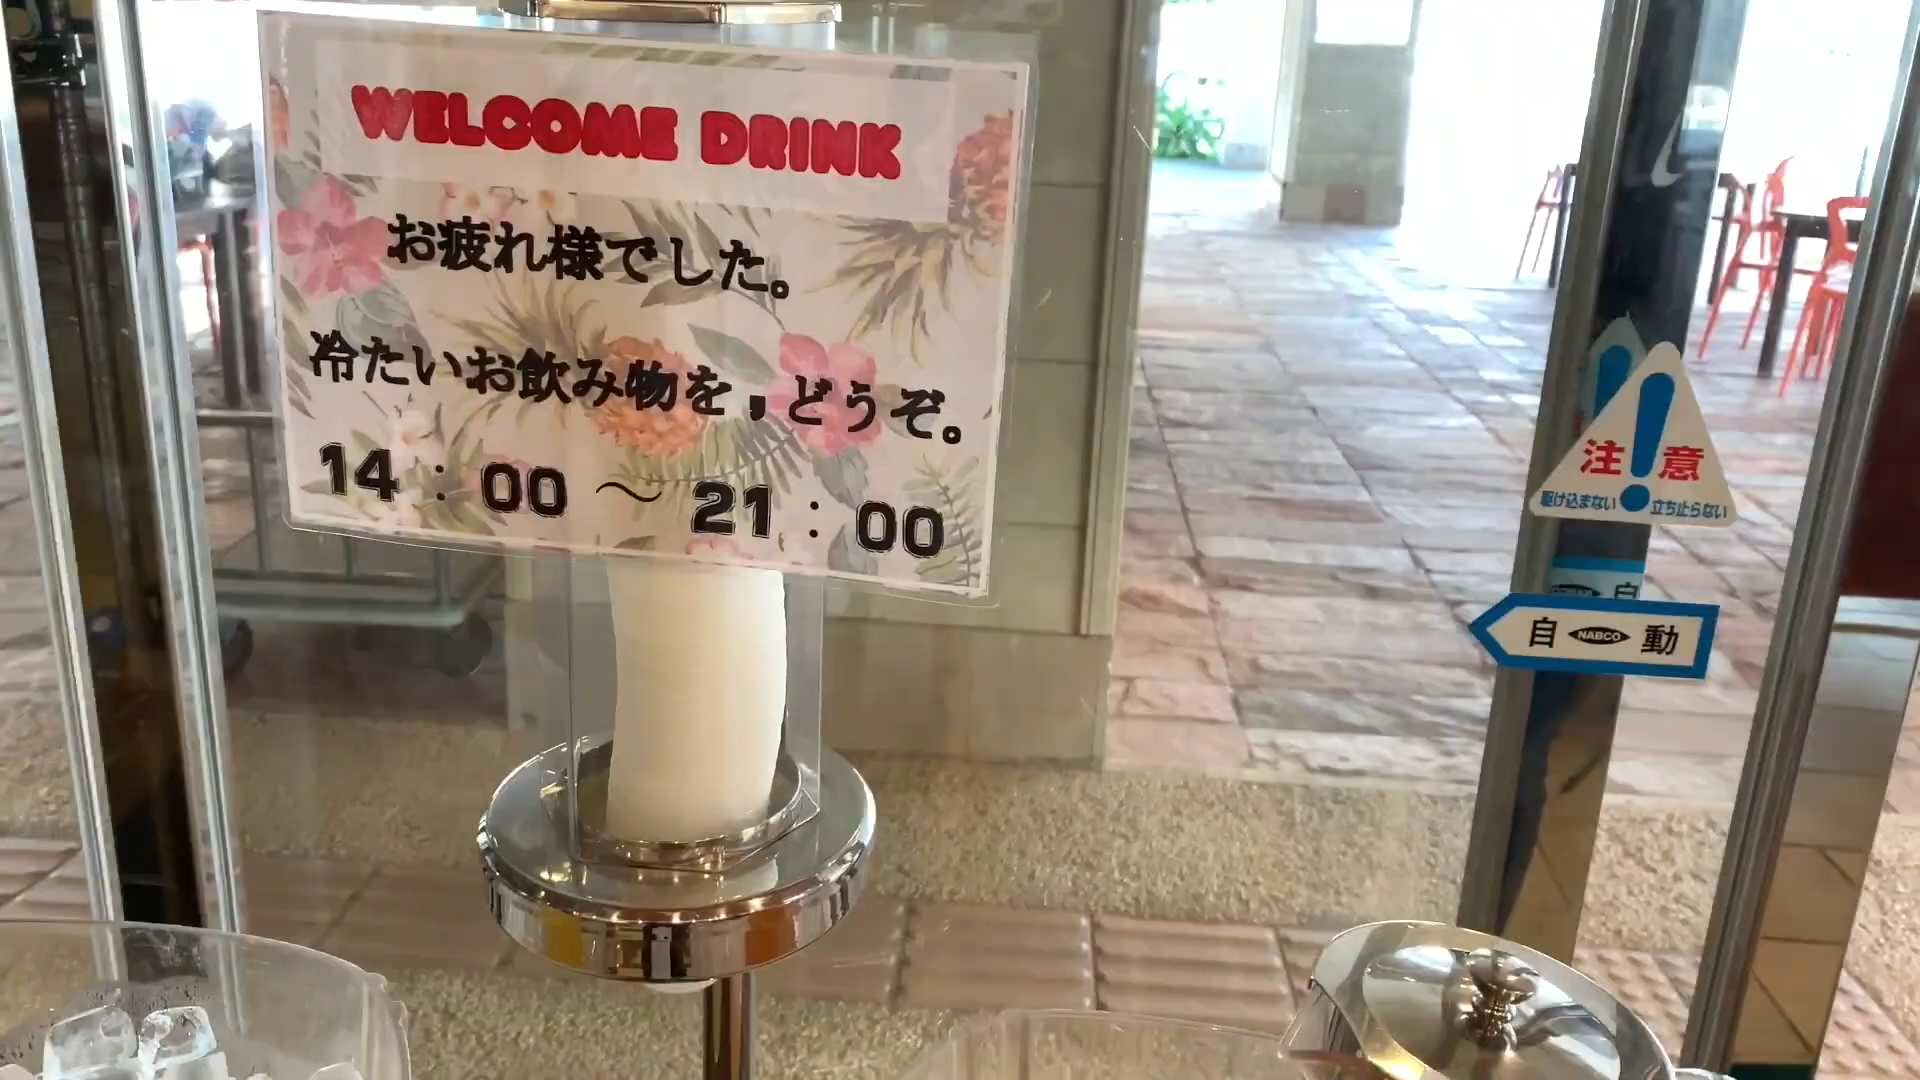 WELCOME DRINK
お疲れ様でした。
冷たいお飲み物を,どうぞ。
14:00~21:00
注!意
駆け込まない 立ち止らない
自 NABCO 動